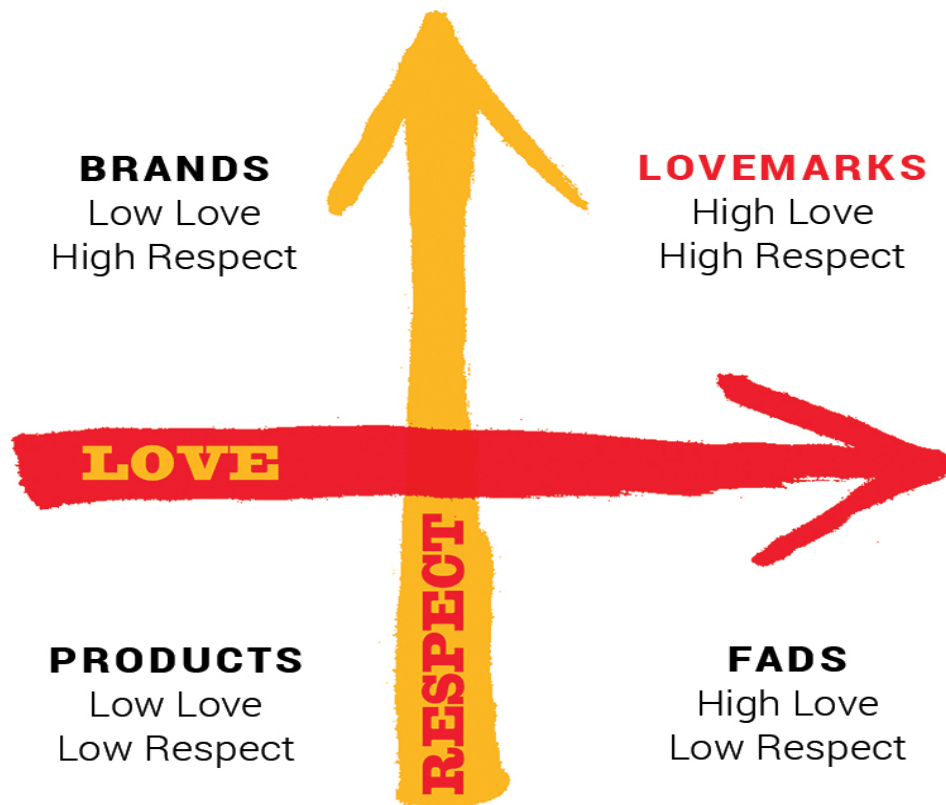 BRANDS
Low Love
High Respect
LOVEMARKS
High Love
High Respect
LOVE
RESPECT
PRODUCTS
Low Love
Low Respect
FADS
High Love
Low Respect